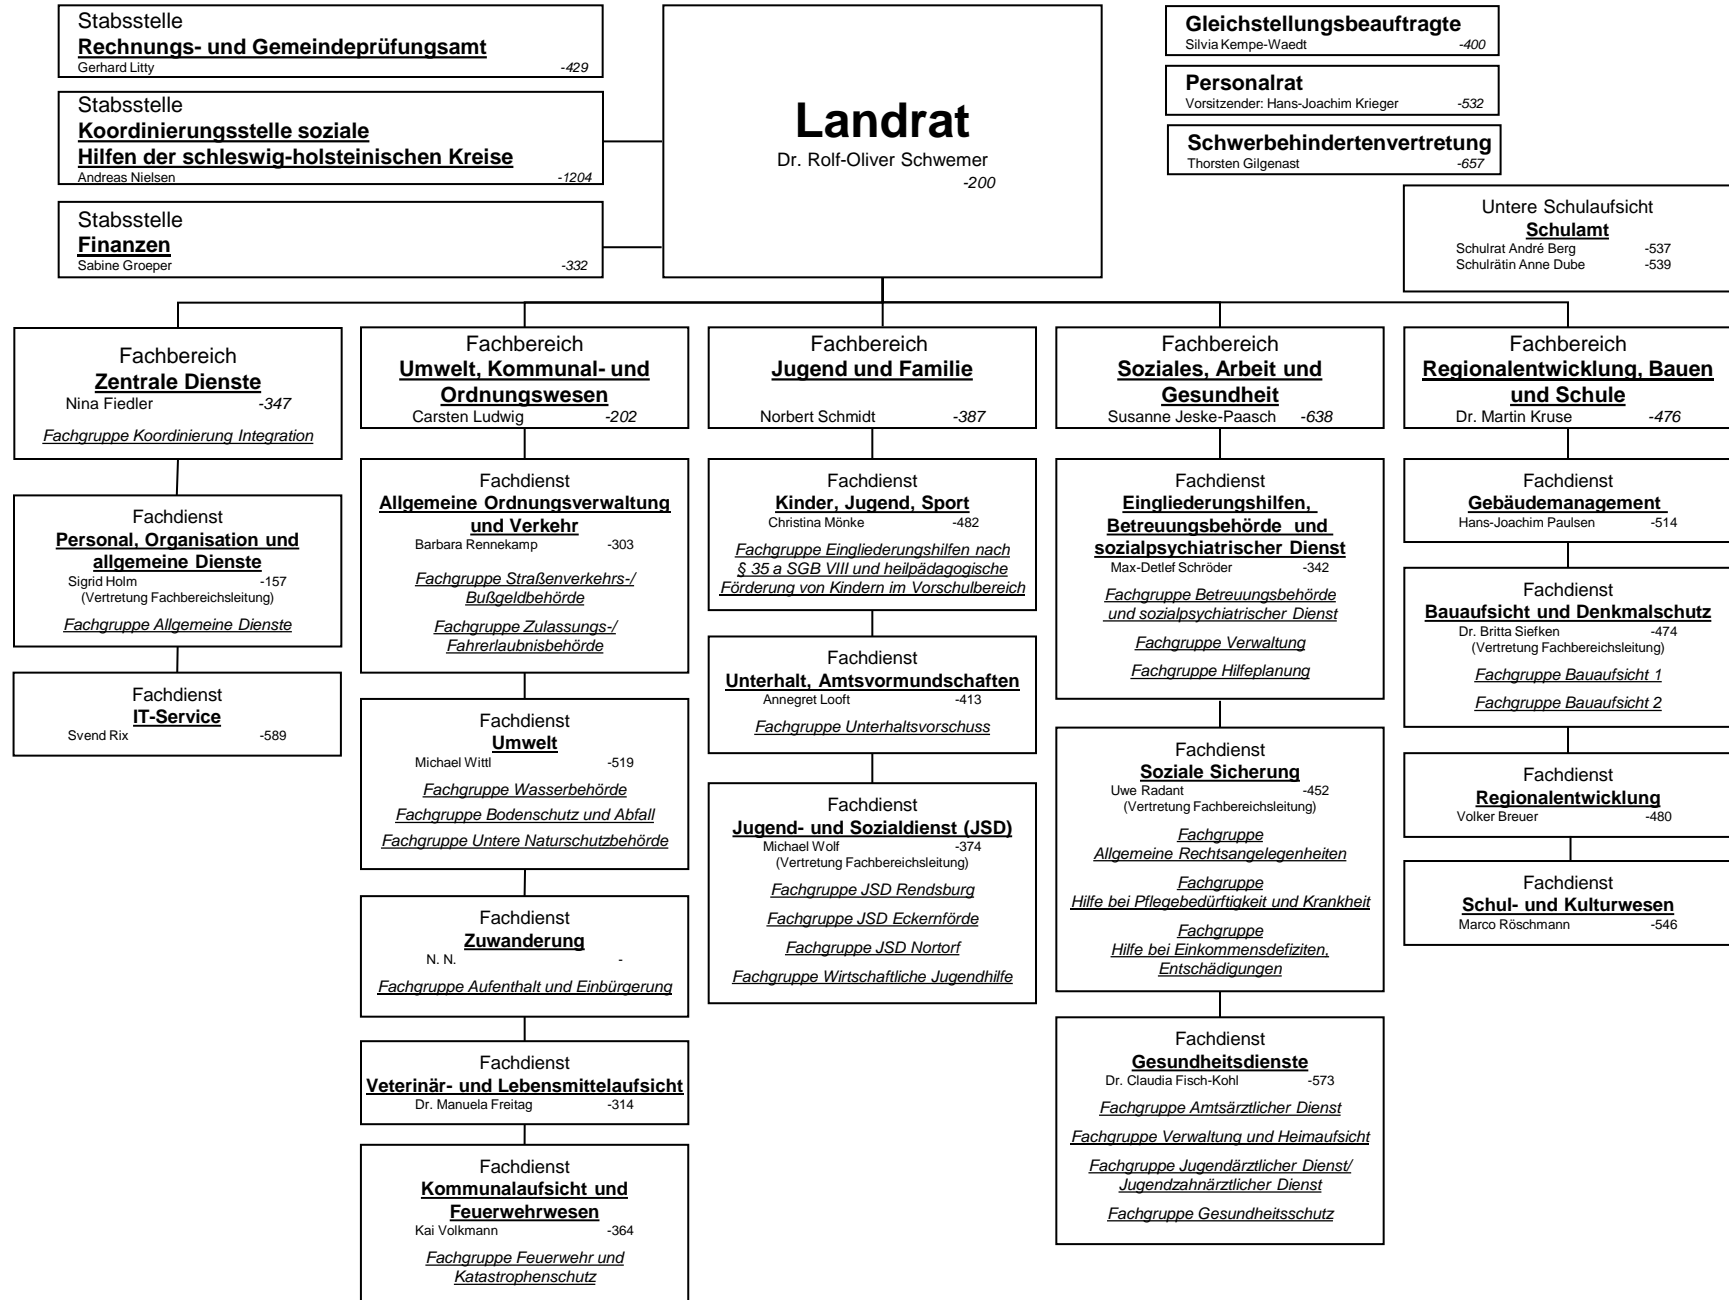 Stabsstelle
Rechnungs- und Gemeindeprüfungsamt
Gerhard Litty -429
Stabsstelle
Koordinierungsstelle soziale
Hilfen der schleswig-holsteinischen Kreise
Andreas Nielsen -1204
Stabsstelle
Finanzen
Sabine Groeper -332
Landrat
Dr. Rolf-Oliver Schwemer
-200
Gleichstellungsbeauftragte
Silvia Kempe-Waedt -400
Personalrat
Vorsitzender: Hans-Joachim Krieger -532
Schwerbehindertenvertretung
Thorsten Gilgenast -657
Untere Schulaufsicht
Schulamt
Schulrat André Berg -537
Schulrätin Anne Dube -539
Fachbereich
Zentrale Dienste
Nina Fiedler -347
Fachgruppe Koordinierung Integration
Fachdienst
Personal, Organisation und
allgemeine Dienste
Sigrid Holm -157
(Vertretung Fachbereichsleitung)
Fachgruppe Allgemeine Dienste
Fachdienst
IT-Service
Svend Rix -589
Fachbereich
Umwelt, Kommunal- und
Ordnungswesen
Carsten Ludwig -202
Fachdienst
Allgemeine Ordnungsverwaltung
und Verkehr
Barbara Rennekamp -303
Fachgruppe Straßenverkehrs-/
Bußgeldbehörde
Fachgruppe Zulassungs-/
Fahrerlaubnisbehörde
Fachdienst
Umwelt
Michael Wittl -519
Fachgruppe Wasserbehörde
Fachgruppe Bodenschutz und Abfall
Fachgruppe Untere Naturschutzbehörde
Fachdienst
Zuwanderung
N. N. -
Fachgruppe Aufenthalt und Einbürgerung
Fachdienst
Veterinär- und Lebensmittelaufsicht
Dr. Manuela Freitag -314
Fachdienst
Kommunalaufsicht und
Feuerwehrwesen
Kai Volkmann -364
Fachgruppe Feuerwehr und
Katastrophenschutz
Fachbereich
Jugend und Familie
Norbert Schmidt -387
Fachdienst
Kinder, Jugend, Sport
Christina Mönke -482
Fachgruppe Eingliederungshilfen nach
§ 35 a SGB VIII und heilpädagogische
Förderung von Kindern im Vorschulbereich
Fachdienst
Unterhalt, Amtsvormundschaften
Annegret Looft -413
Fachgruppe Unterhaltsvorschuss
Fachdienst
Jugend- und Sozialdienst (JSD)
Michael Wolf -374
(Vertretung Fachbereichsleitung)
Fachgruppe JSD Rendsburg
Fachgruppe JSD Eckernförde
Fachgruppe JSD Nortorf
Fachgruppe Wirtschaftliche Jugendhilfe
Fachbereich
Soziales, Arbeit und
Gesundheit
Susanne Jeske-Paasch -638
Fachdienst
Eingliederungshilfen,
Betreuungsbehörde und
sozialpsychiatrischer Dienst
Max-Detlef Schröder -342
Fachgruppe Betreuungsbehörde
und sozialpsychiatrischer Dienst
Fachgruppe Verwaltung
Fachgruppe Hilfeplanung
Fachdienst
Soziale Sicherung
Uwe Radant -452
(Vertretung Fachbereichsleitung)
Fachgruppe
Allgemeine Rechtsangelegenheiten
Fachgruppe
Hilfe bei Pflegebedürftigkeit und Krankheit
Fachgruppe
Hilfe bei Einkommensdefiziten,
Entschädigungen
Fachdienst
Gesundheitsdienste
Dr. Claudia Fisch-Kohl -573
Fachgruppe Amtsärztlicher Dienst
Fachgruppe Verwaltung und Heimaufsicht
Fachgruppe Jugendärztlicher Dienst/
Jugendzahnärztlicher Dienst
Fachgruppe Gesundheitsschutz
Fachbereich
Regionalentwicklung, Bauen
und Schule
Dr. Martin Kruse -476
Fachdienst
Gebäudemanagement
Hans-Joachim Paulsen -514
Fachdienst
Bauaufsicht und Denkmalschutz
Dr. Britta Siefken -474
(Vertretung Fachbereichsleitung)
Fachgruppe Bauaufsicht 1
Fachgruppe Bauaufsicht 2
Fachdienst
Regionalentwicklung
Volker Breuer -480
Fachdienst
Schul- und Kulturwesen
Marco Röschmann -546